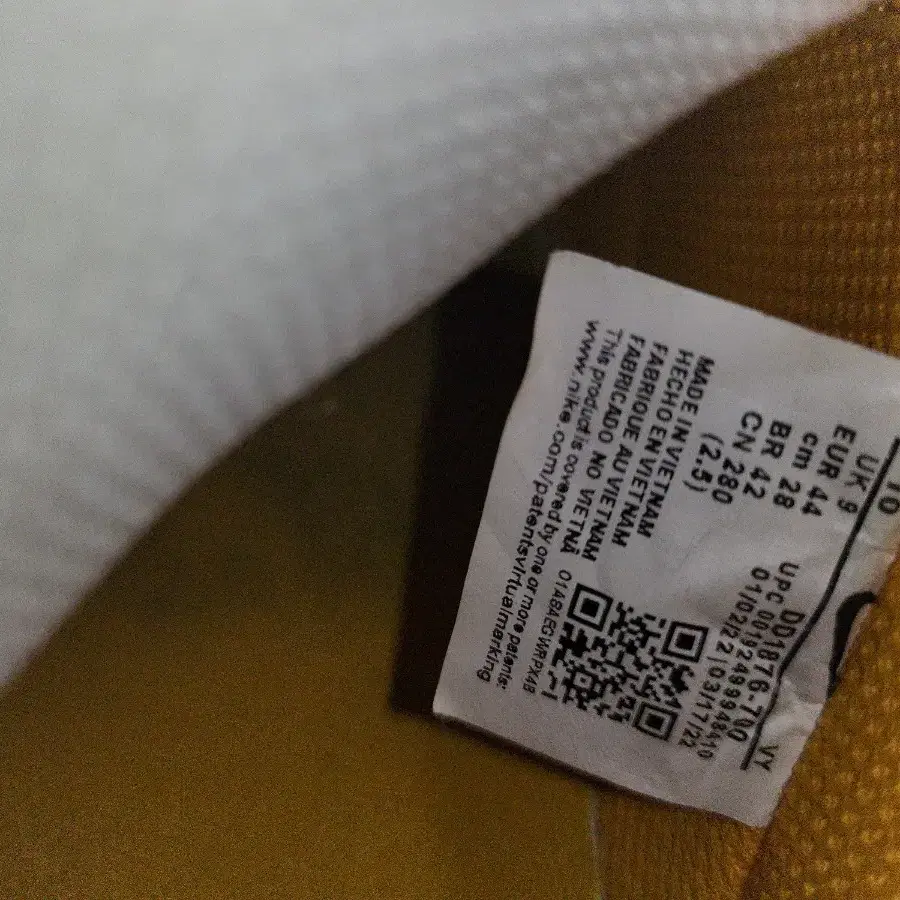 10
UK 9
EUR 44
cm 28
BR 42
CN 280
(2.5)
VY
DD1876-700
UPC 00112499948410
01/02/22 | 03/17/22
MADE IN VIETNAM
HECHO EN VIETNAM
FABRIQUE AU VIETNAM
FABRICADO NO VIETNÃ
This product is covered by one or more patents:
www.nike.com/patentsvirtualmarking